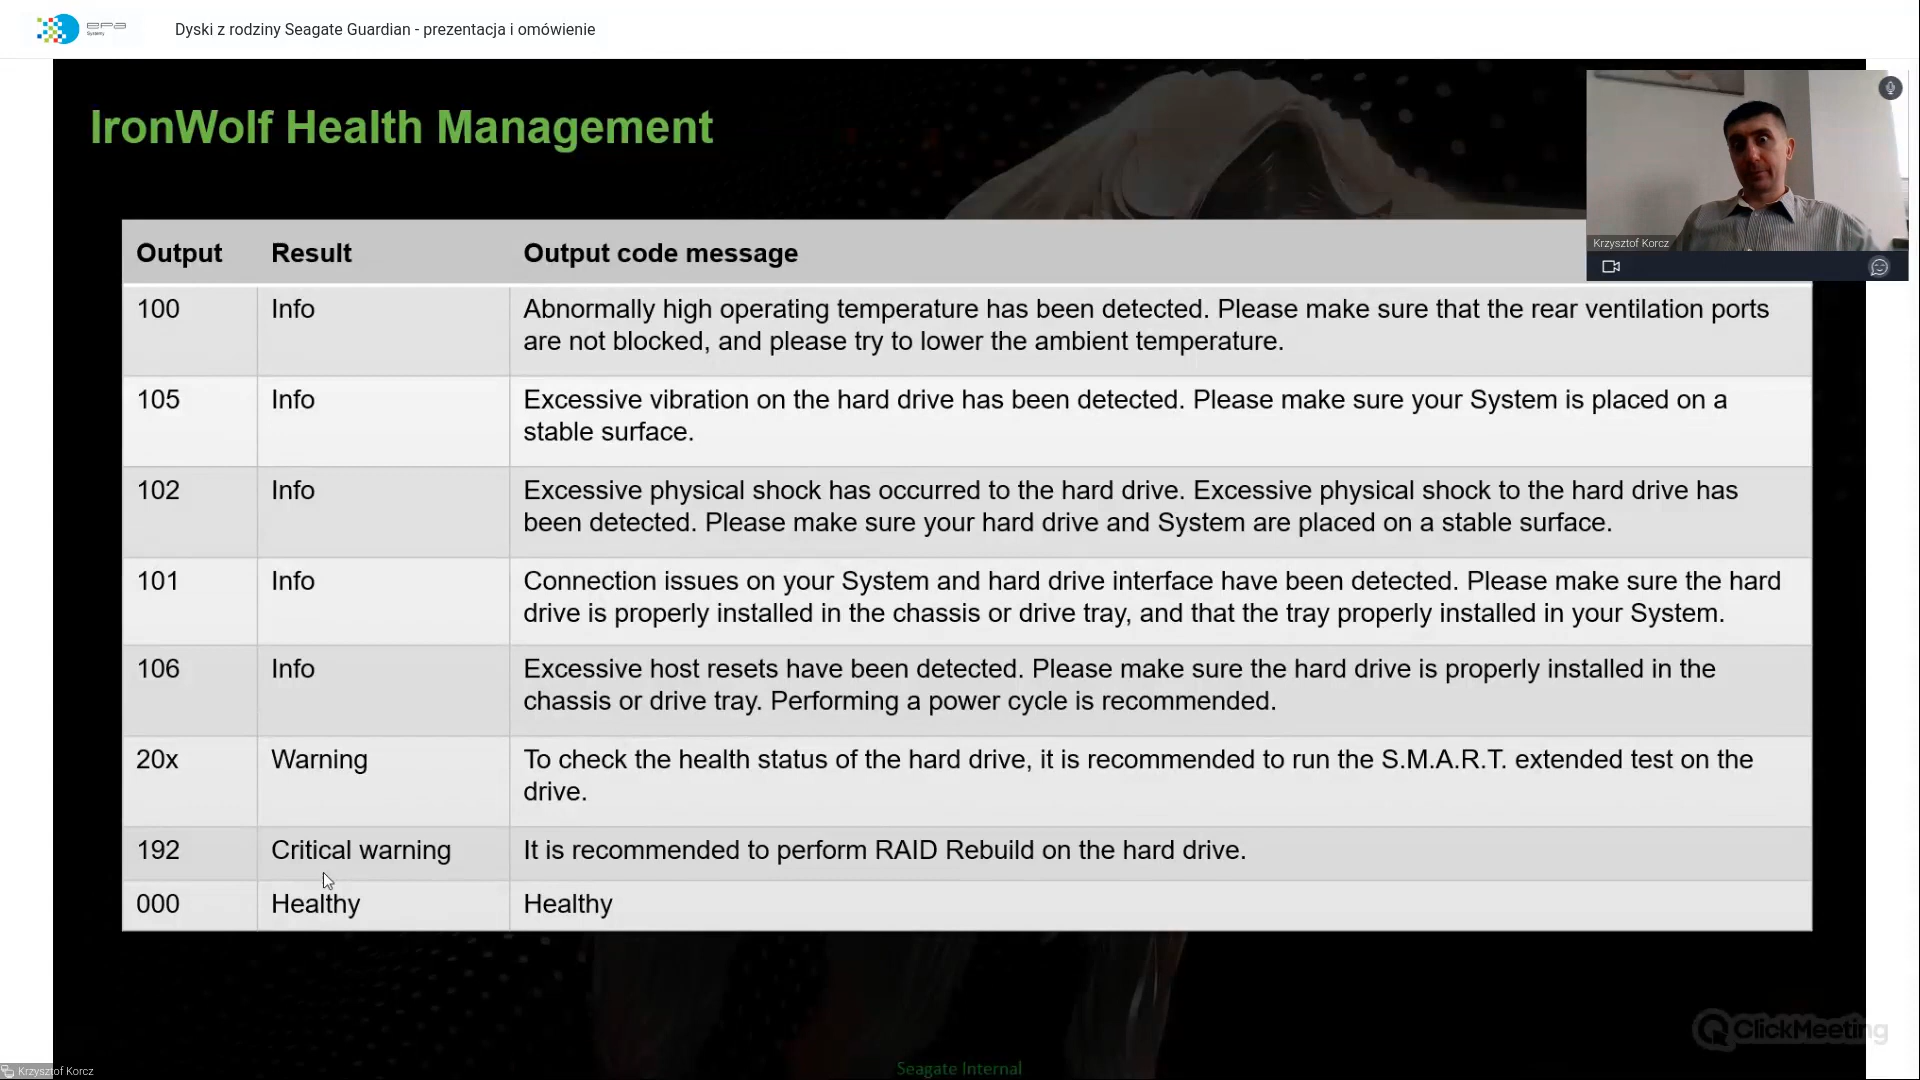 epa
Systemy
Dyski z rodziny Seagate Guardian - prezentacja i omówienie
IronWolf Health Management
Krzysztof Korcz
Output Result Output code message
100 Info Abnormally high operating temperature has been detected. Please make sure that the rear ventilation ports
are not blocked, and please try to lower the ambient temperature.
105 Info Excessive vibration on the hard drive has been detected. Please make sure your System is placed on a
stable surface.
102 Info Excessive physical shock has occurred to the hard drive. Excessive physical shock to the hard drive has
been detected. Please make sure your hard drive and System are placed on a stable surface.
101 Info Connection issues on your System and hard drive interface have been detected. Please make sure the hard
drive is properly installed in the chassis or drive tray, and that the tray properly installed in your System.
106 Info Excessive host resets have been detected. Please make sure the hard drive is properly installed in the
chassis or drive tray. Performing a power cycle is recommended.
20x Warning To check the health status of the hard drive, it is recommended to run the S.M.A.R.T. extended test on the
drive.
192 Critical warning It is recommended to perform RAID Rebuild on the hard drive.
000 Healthy Healthy
ClickMeeting
Seagate Internal
Krzysztof Korcz